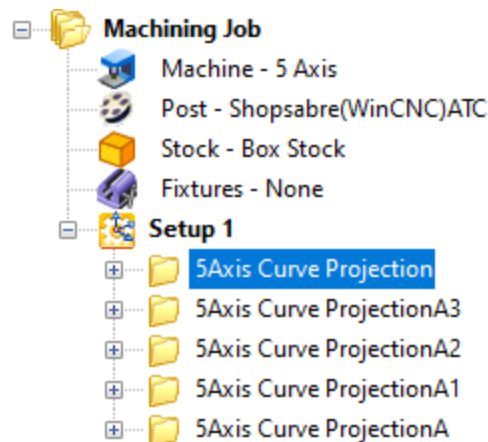 Machining Job
Machine - 5 Axis
Post - Shopsabre(WinCNC)ATC
Stock - Box Stock
Fixtures - None
Setup 1
5Axis Curve Projection
5Axis Curve ProjectionA3
5Axis Curve ProjectionA2
5Axis Curve ProjectionA1
5Axis Curve ProjectionA